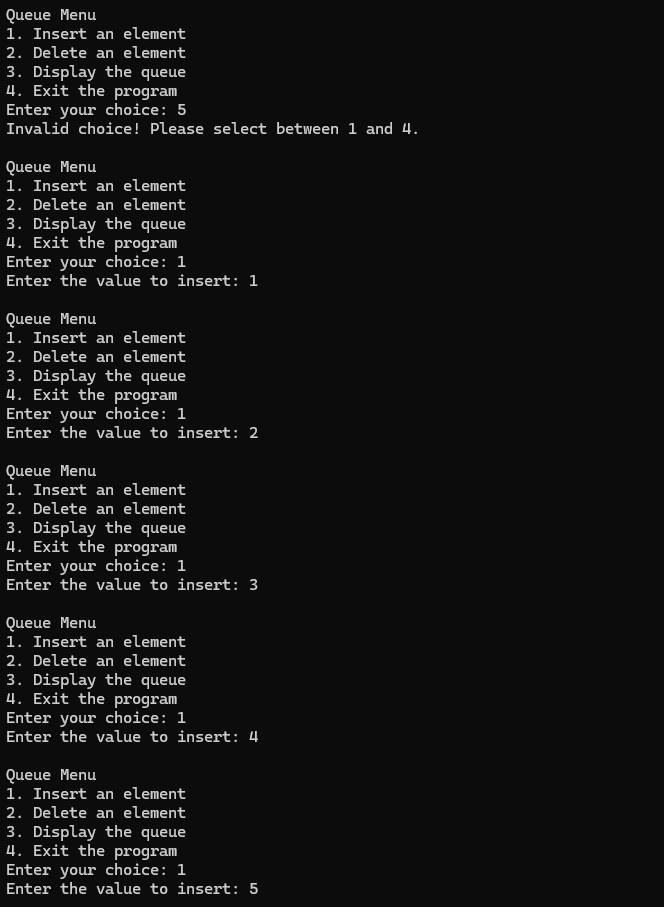 Queue Menu
1. Insert an element
2. Delete an element
3. Display the queue
4. Exit the program
Enter your choice: 5
Invalid choice! Please select between 1 and 4.

Queue Menu
1. Insert an element
2. Delete an element
3. Display the queue
4. Exit the program
Enter your choice: 1
Enter the value to insert: 1

Queue Menu
1. Insert an element
2. Delete an element
3. Display the queue
4. Exit the program
Enter your choice: 1
Enter the value to insert: 2

Queue Menu
1. Insert an element
2. Delete an element
3. Display the queue
4. Exit the program
Enter your choice: 1
Enter the value to insert: 3

Queue Menu
1. Insert an element
2. Delete an element
3. Display the queue
4. Exit the program
Enter your choice: 1
Enter the value to insert: 4

Queue Menu
1. Insert an element
2. Delete an element
3. Display the queue
4. Exit the program
Enter your choice: 1
Enter the value to insert: 5